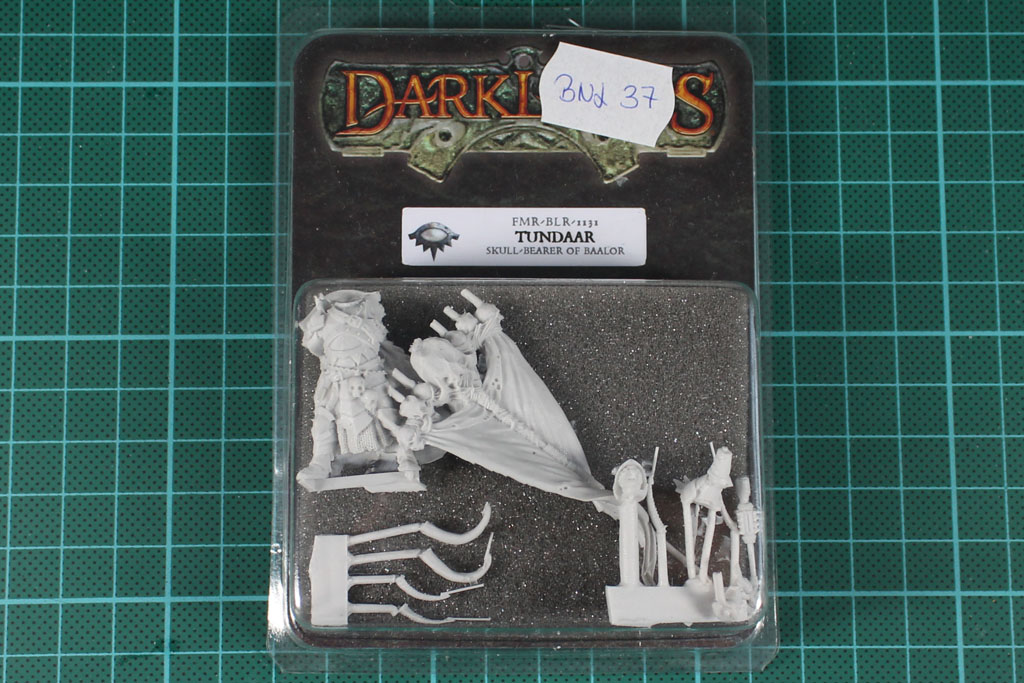 DARKL S
BNL 37
FMR-BLR-1131
TUNDAAR
SKULL-BEARER OF BAALOR